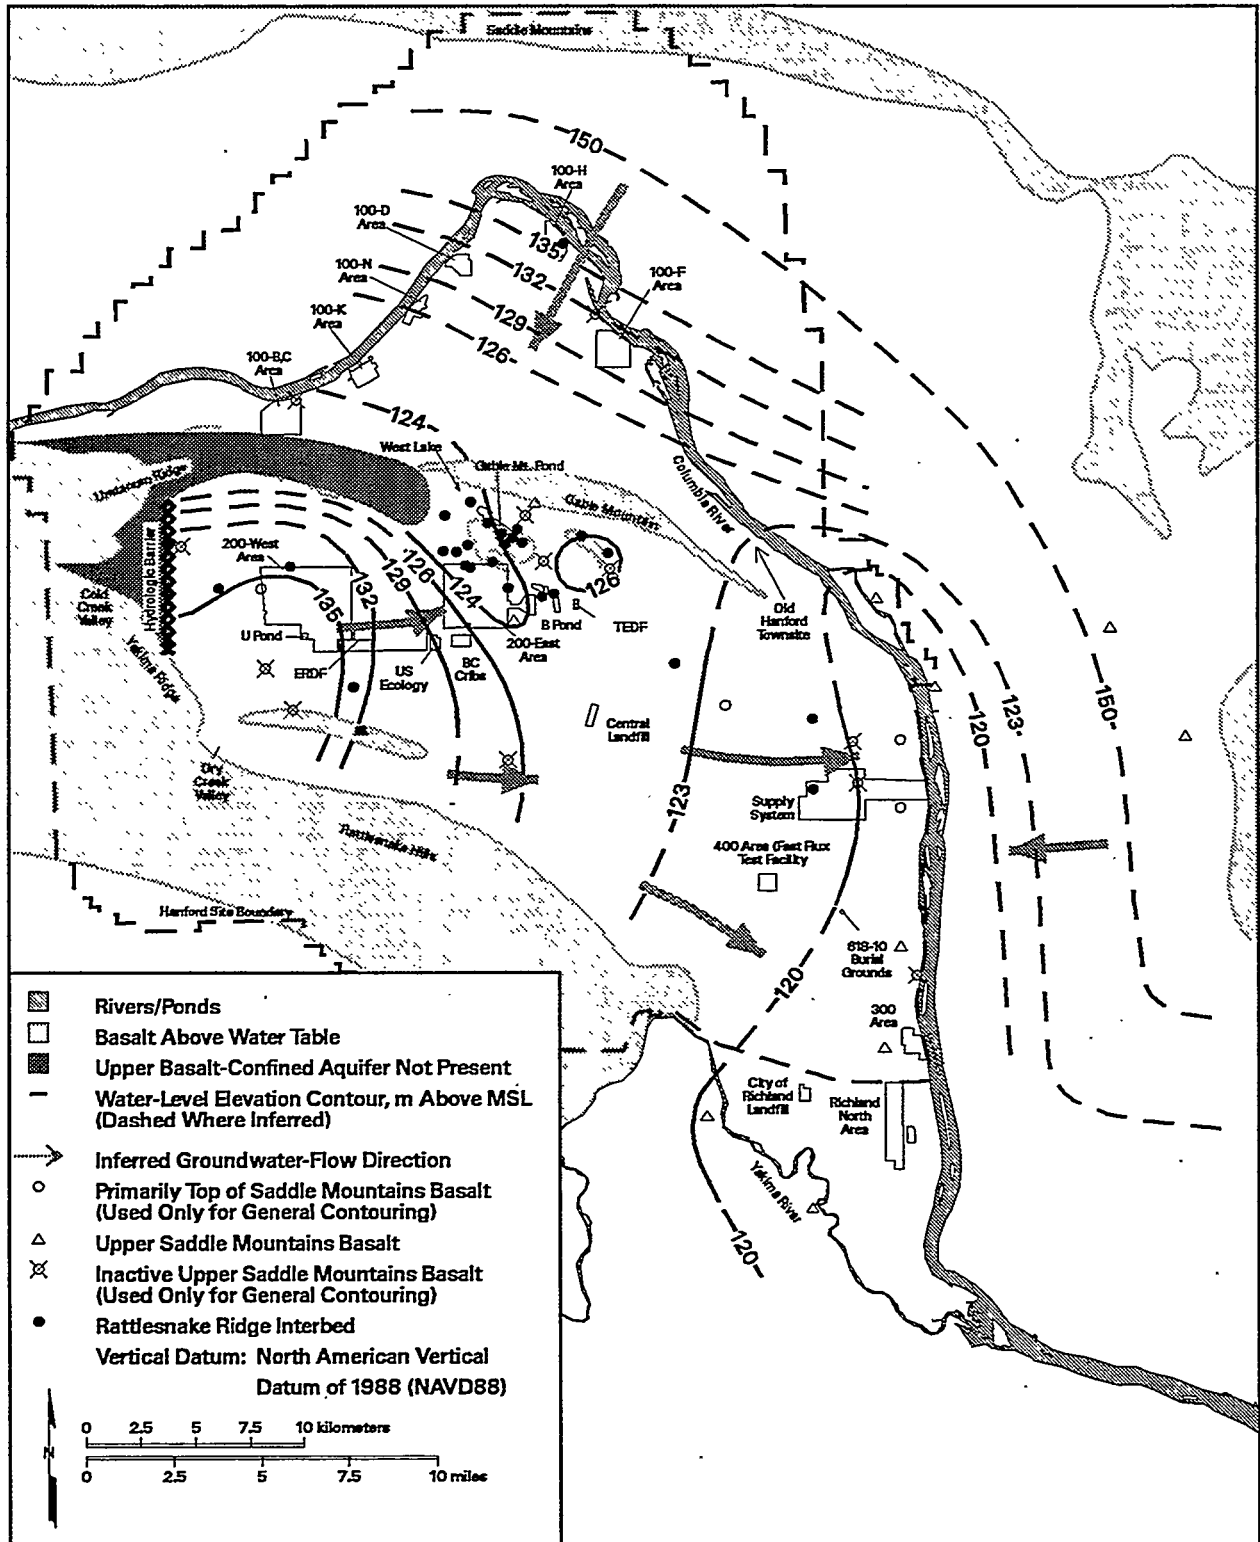 Saddle Mountains
150
100-H
Area
100-D
Area
135
100-N
Area
132
100-F
Area
100-K
Area
129
126
100-B,C
Area
124
West Lake
Gable Mt. Pond
Umtanum Ridge
Gable Mountain
Columbia River
Hydrologic Barrier
200-West
Area
126
129
132
135
124
126
Cold
Creek
Valley
U Pond
B Pond
TEDF
Old
Hanford
Townsite
200-East
Area
ERDF
US
Ecology
BC
Cribs
Yakima Ridge
Central
Landfill
120
123
150
Dry
Creek
Valley
Supply
System
123
Rattlesnake Hills
400 Area (Fast Flux
Test Facility
Hanford Site Boundary
618-10
Burial
Grounds
120
300
Area
City of
Richland
Landfill
Richland
North
Area
Yakima River
120
Rivers/Ponds
Basalt Above Water Table
Upper Basalt-Confined Aquifer Not Present
Water-Level Elevation Contour, m Above MSL
(Dashed Where Inferred)
Inferred Groundwater-Flow Direction
Primarily Top of Saddle Mountains Basalt
(Used Only for General Contouring)
Upper Saddle Mountains Basalt
Inactive Upper Saddle Mountains Basalt
(Used Only for General Contouring)
Rattlesnake Ridge Interbed
Vertical Datum: North American Vertical
Datum of 1988 (NAVD88)
0 2.5 5 7.5 10 kilometers
N
0 2.5 5 7.5 10 miles